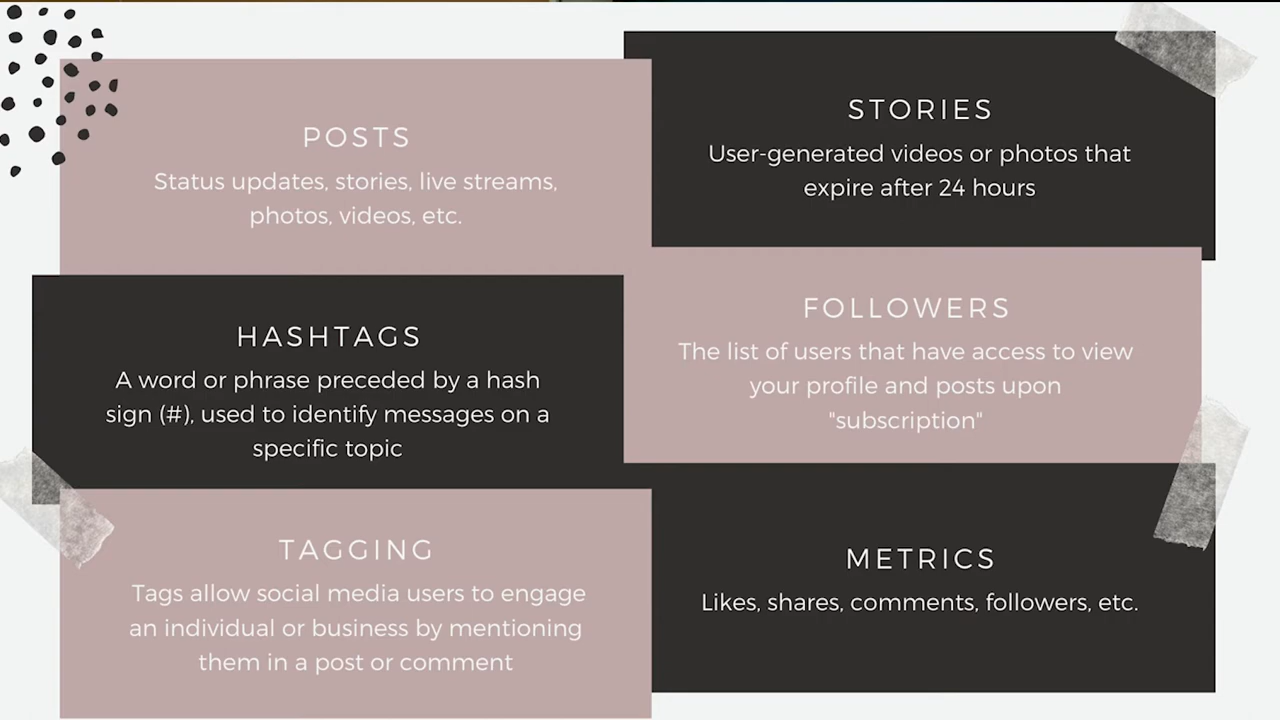 POSTS
Status updates, stories, live streams,
photos, videos, etc.
STORIES
User-generated videos or photos that
expire after 24 hours
HASHTAGS
A word or phrase preceded by a hash
sign (#), used to identify messages on a
specific topic
FOLLOWERS
The list of users that have access to view
your profile and posts upon
"subscription"
TAGGING
Tags allow social media users to engage
an individual or business by mentioning
them in a post or comment
METRICS
Likes, shares, comments, followers, etc.